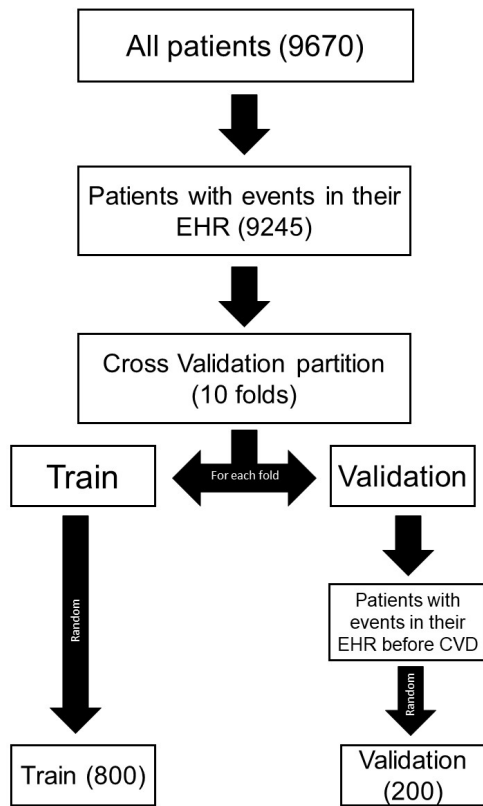 All patients (9670)
Patients with events in their
EHR (9245)
Cross Validation partition
(10 folds)
Train
For each fold
Validation
Random
Patients with
events in their
EHR before CVD
Random
Train (800)
Validation
(200)